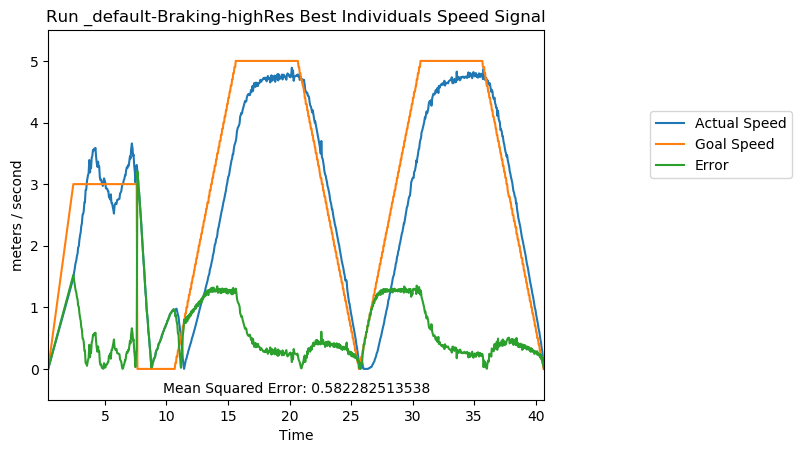 Run _default-Braking-highRes Best Individuals Speed Signal
meters / second
5
4
3
2
1
0
Actual Speed
Goal Speed
Error
Mean Squared Error: 0.582282513538
5 10 15 20 25 30 35 40
Time